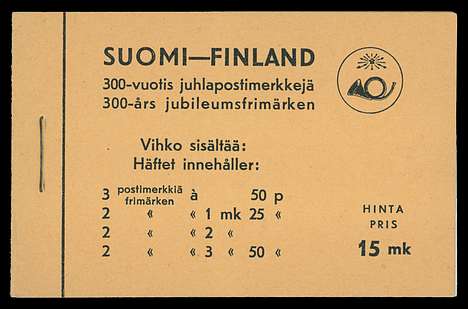 SUOMI—FINLAND
300-vuotis juhlapostimerkkejä
300-års jubileumsfrimärken
Vihko sisältää:
Häftet innehåller:
3 postimerkkiä à 50 p
frimärken
2 « « 1 mk 25 «
2 « « 2 «
2 « « 3 « 50 «
HINTA
PRIS
15 mk